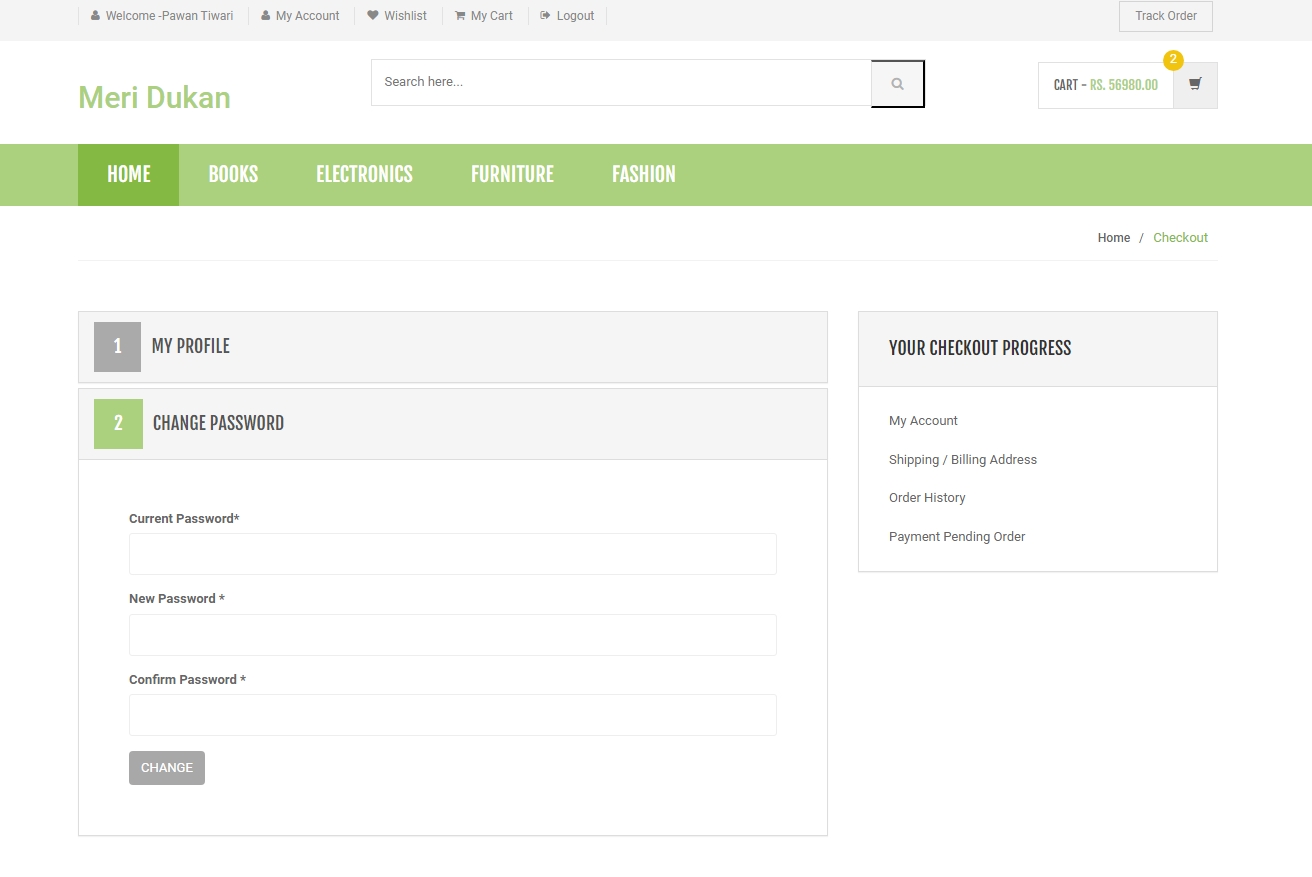 Welcome -Pawan Tiwari My Account Wishlist My Cart Logout Track Order
Meri Dukan
Search here...
2
CART - RS. 56980.00
HOME BOOKS ELECTRONICS FURNITURE FASHION
Home / Checkout
1 MY PROFILE
2 CHANGE PASSWORD
Current Password*
New Password *
Confirm Password *
CHANGE
YOUR CHECKOUT PROGRESS
My Account
Shipping / Billing Address
Order History
Payment Pending Order